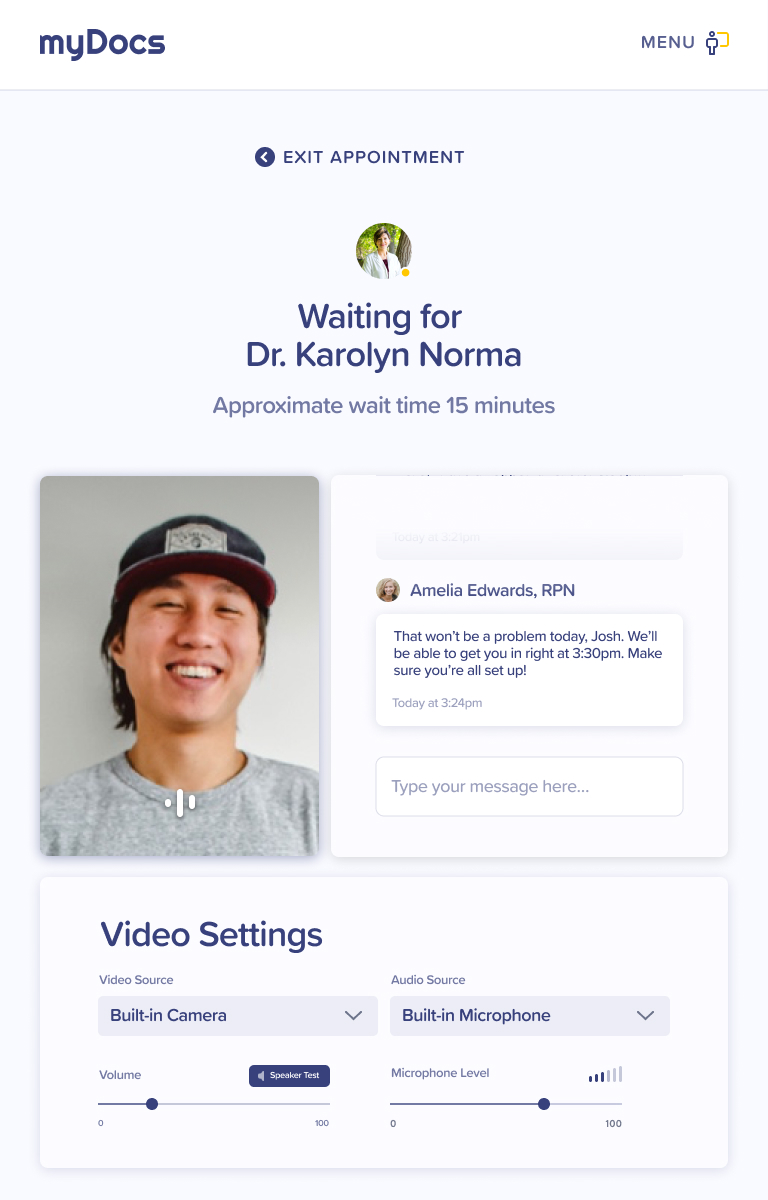 myDocs
MENU
EXIT APPOINTMENT
Waiting for
Dr. Karolyn Norma
Approximate wait time 15 minutes
Today at 3:21pm
Amelia Edwards, RPN
That won't be a problem today, Josh. We'll
be able to get you in right at 3:30pm. Make
sure you're all set up!
Today at 3:24pm
Type your message here...
Video Settings
Video Source
Audio Source
Built-in Camera
Built-in Microphone
Volume
Speaker Test
Microphone Level
0
100
0
100